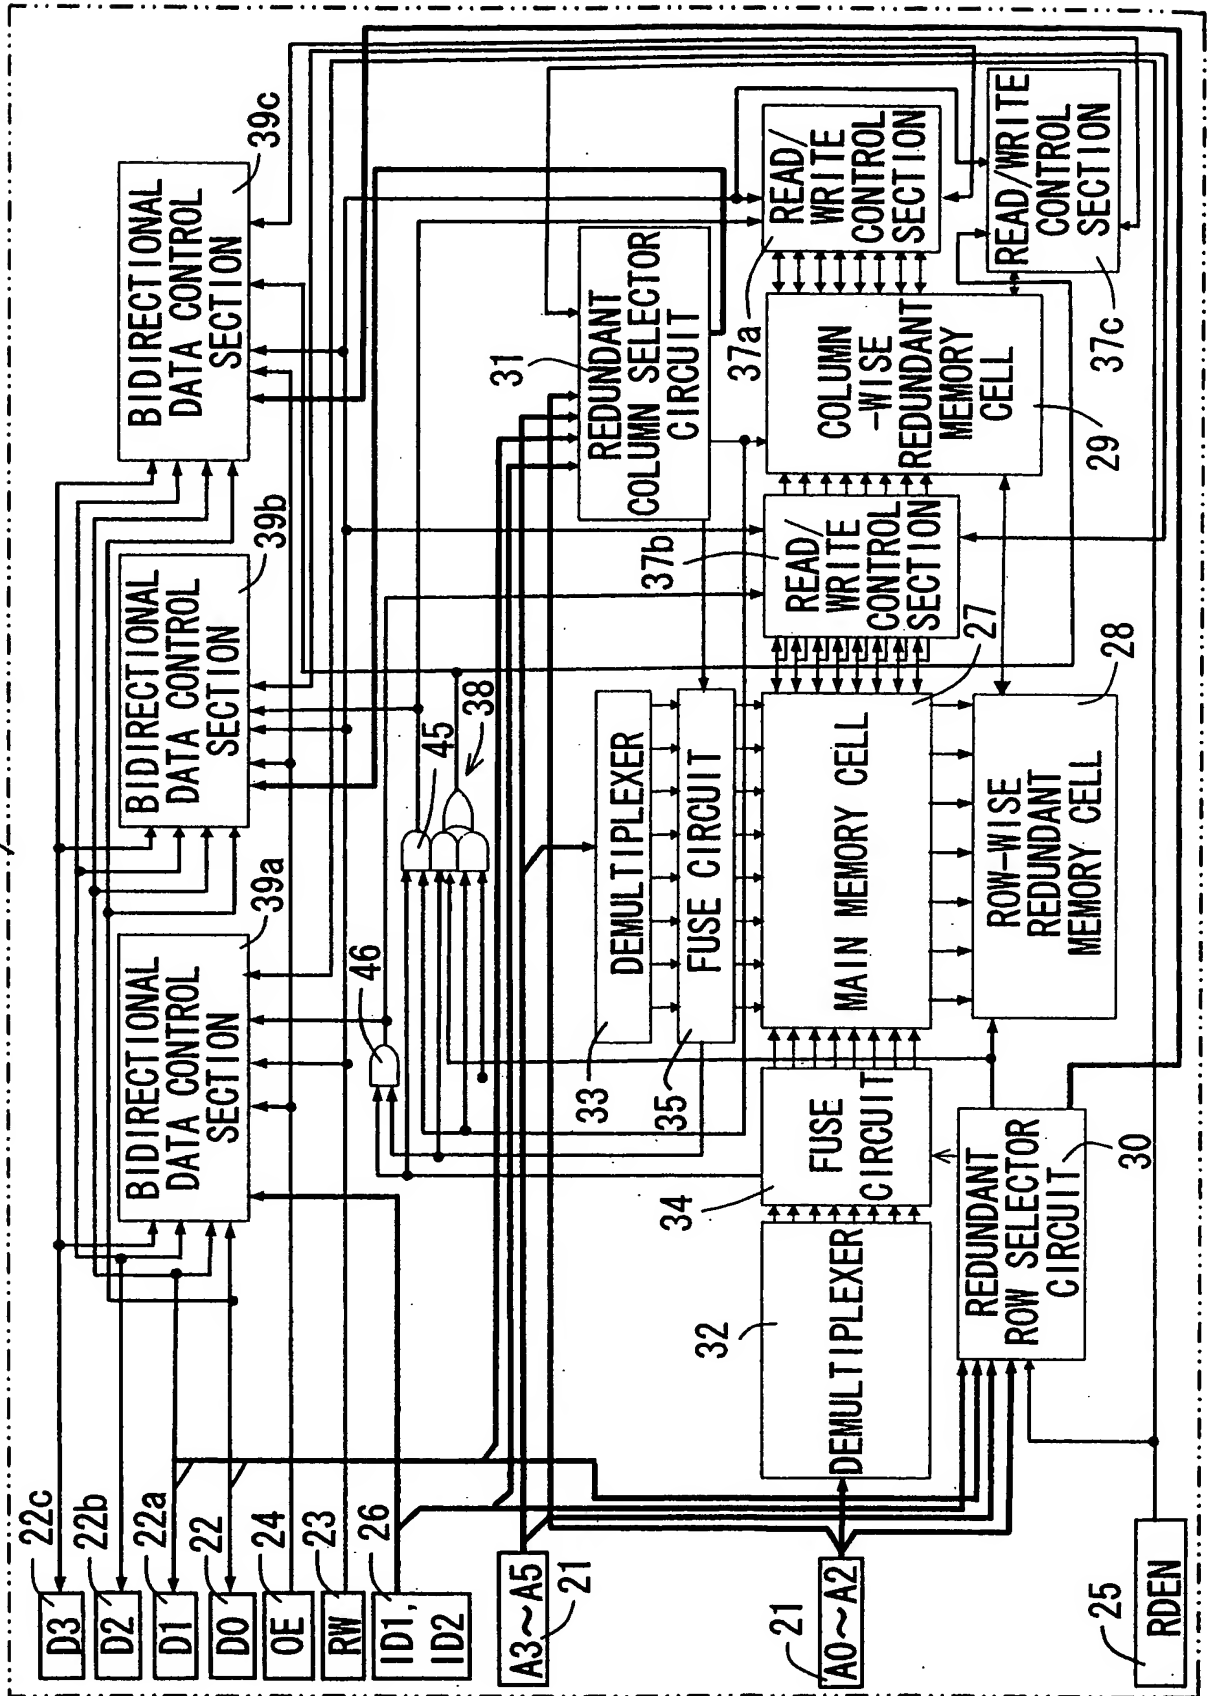 D3
22c
D2
22b
D1
22a
DO
22
OE
24
RW
23
ID1,
ID2
26
A3~A5
21
A0~A2
21
RDEN
25
BIDIRECTIONAL
DATA CONTROL
SECTION
39a
BIDIRECTIONAL
DATA CONTROL
SECTION
39b
BIDIRECTIONAL
DATA CONTROL
SECTION
39c
46
45
38
REDUNDANT
COLUMN SELECTOR
CIRCUIT
31
DEMULTIPLEXER
33
FUSE CIRCUIT
35
DEMULTIPLEXER
32
FUSE
CIRCUIT
34
MAIN MEMORY CELL
27
READ/
WRITE
CONTROL
SECTION
37b
COLUMN
-WISE
REDUNDANT
MEMORY
CELL
29
READ/
WRITE
CONTROL
SECTION
37a
READ/WRITE
CONTROL
SECTION
37c
REDUNDANT
ROW SELECTOR
CIRCUIT
30
ROW-WISE
REDUNDANT
MEMORY CELL
28